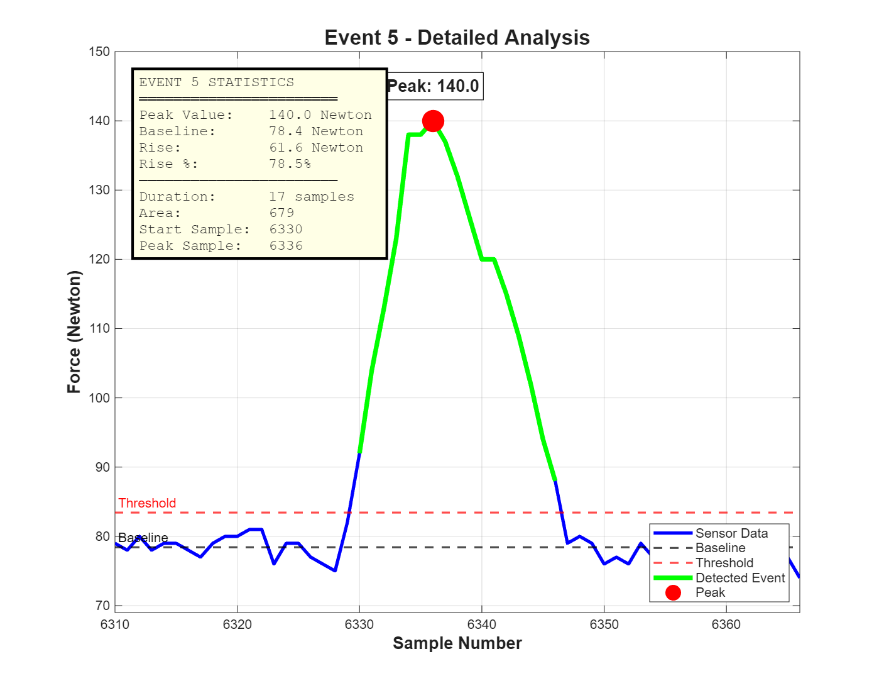 Event 5 - Detailed Analysis
150
140
130
120
110
100
90
80
70
Force (Newton)
EVENT 5 STATISTICS
Peak Value: 140.0 Newton
Baseline: 78.4 Newton
Rise: 61.6 Newton
Rise %: 78.5%
Duration: 17 samples
Area: 679
Start Sample: 6330
Peak Sample: 6336
Peak: 140.0
Threshold
Baseline
Sensor Data
Baseline
Threshold
Detected Event
Peak
6310 6320 6330 6340 6350 6360
Sample Number